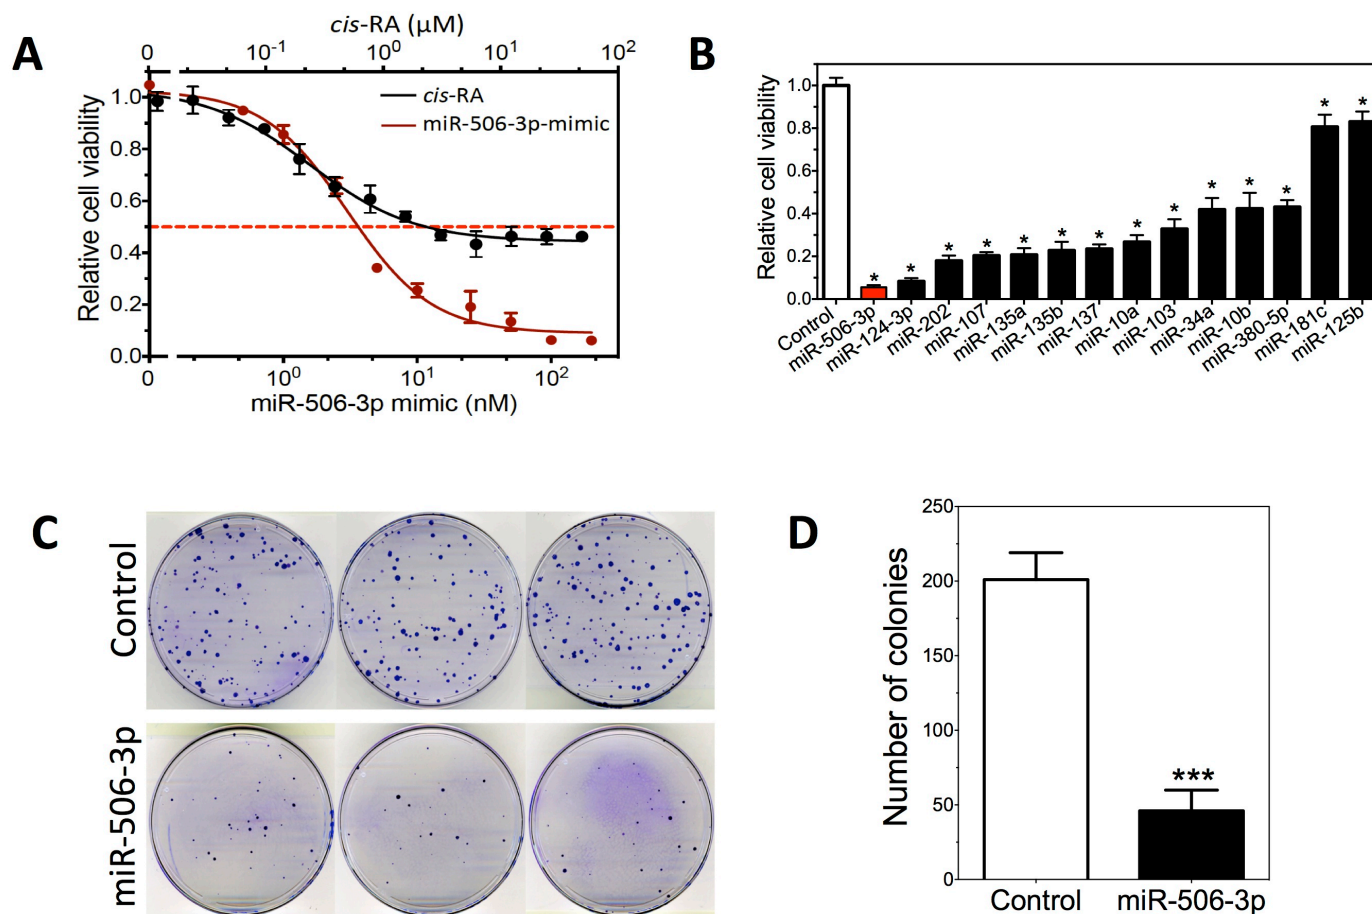 A
cis-RA (µM)
0 10-1 100 101 102
cis-RA
miR-506-3p-mimic
Relative cell viability
1.0
0.8
0.6
0.4
0.2
0.0
0 100 101 102
miR-506-3p mimic (nM)
B
Relative cell viability
1.0
0.8
0.6
0.4
0.2
0.0
* * * * * * * * * * * * * *
Control
miR-506-3p
miR-124-3p
miR-202
miR-107
miR-135a
miR-135b
miR-137
miR-10a
miR-103
miR-34a
miR-10b
miR-380-5p
miR-181c
miR-125b
C
Control
miR-506-3p
D
Number of colonies
250
200
150
100
50
0
***
Control miR-506-3p